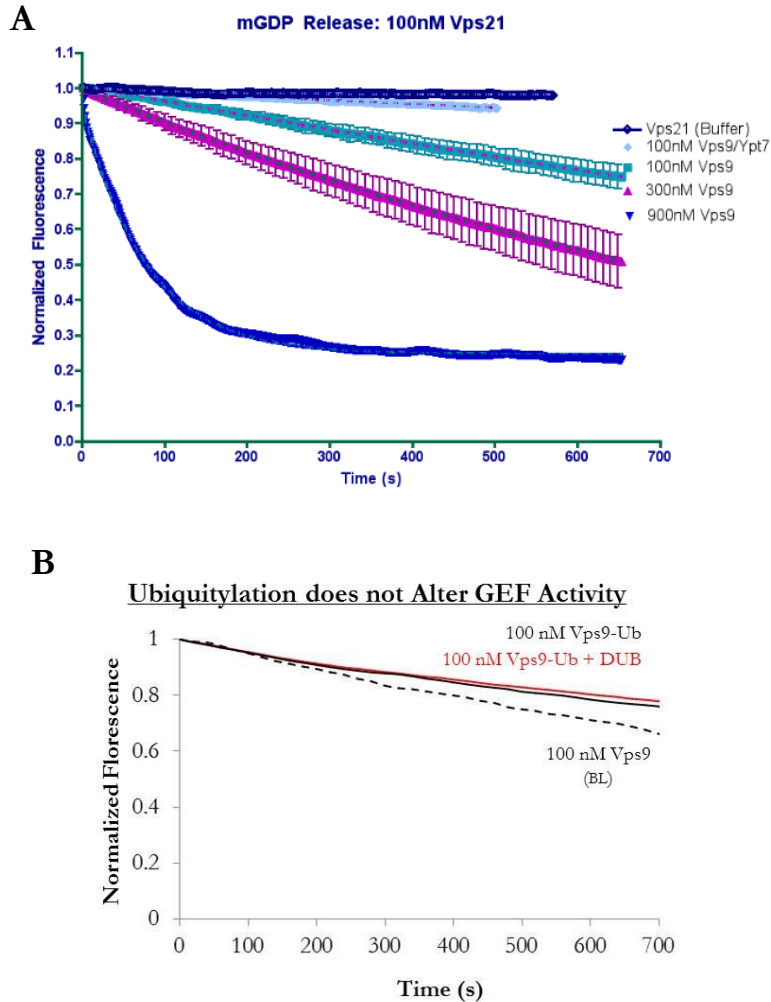 A
mGDP Release: 100nM Vps21
1.1
1.0
0.9
0.8
0.7
0.6
0.5
0.4
0.3
0.2
0.1
0.0
Normalized Fluorescence
0 100 200 300 400 500 600 700
Time (s)
Vps21 (Buffer)
100nM Vps9/Ypt7
100nM Vps9
300nM Vps9
900nM Vps9
B
Ubiquitylation does not Alter GEF Activity
1
0.8
0.6
0.4
0.2
0
Normalized Florescence
100 nM Vps9-Ub
100 nM Vps9-Ub + DUB
100 nM Vps9
(BL)
0 100 200 300 400 500 600 700
Time (s)